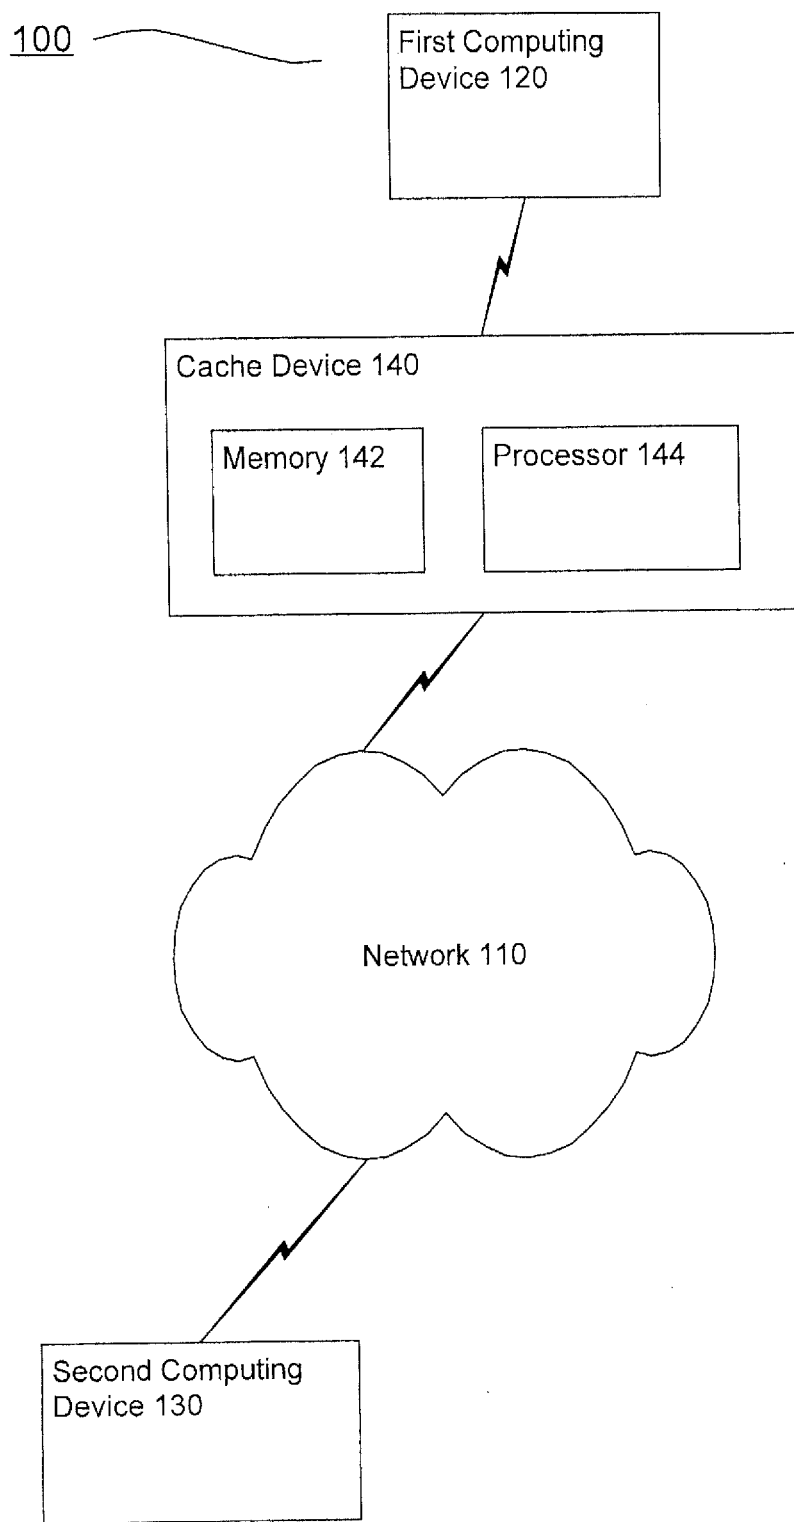 100
First Computing
Device 120
Cache Device 140
Memory 142
Processor 144
Network 110
Second Computing
Device 130